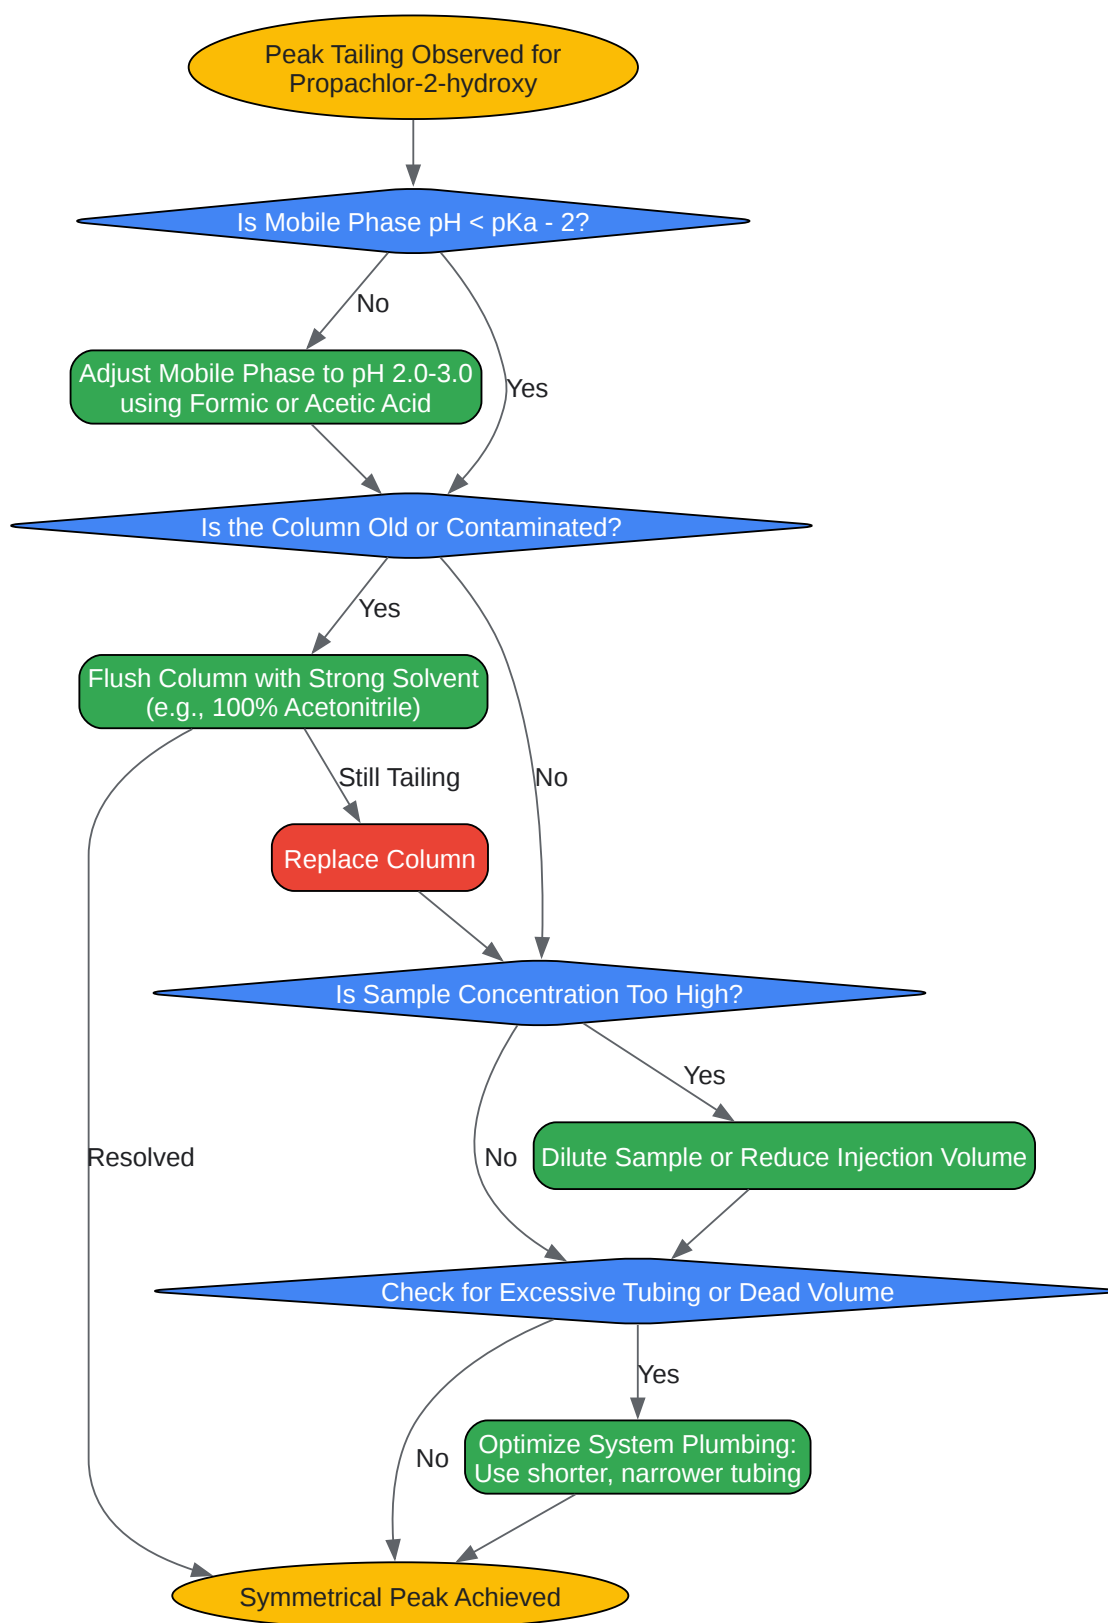 Peak Tailing Observed for
Propachlor-2-hydroxy
Is Mobile Phase pH < pKa - 2?
No
Adjust Mobile Phase to pH 2.0-3.0
using Formic or Acetic Acid
Yes
Is the Column Old or Contaminated?
Yes
Flush Column with Strong Solvent
(e.g., 100% Acetonitrile)
Still Tailing
No
Replace Column
Is Sample Concentration Too High?
Yes
Resolved
No
Dilute Sample or Reduce Injection Volume
Check for Excessive Tubing or Dead Volume
Yes
No
Optimize System Plumbing:
Use shorter, narrower tubing
Symmetrical Peak Achieved